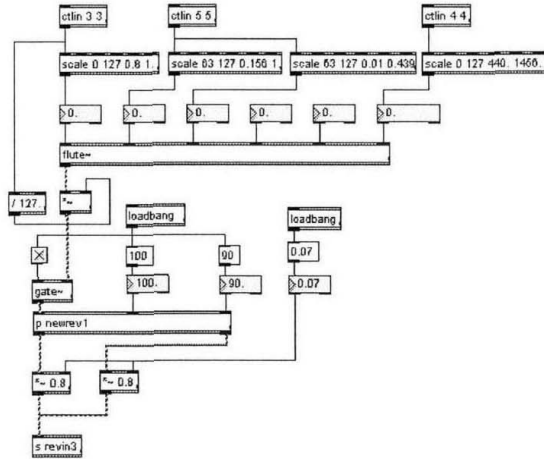 ctlin 3 3
ctlin 5 5
ctlin 4 4
scale 0 127 0.8 1.
scale 63 127 0.156 1.
scale 63 127 0.01 0.439
scale 0 127 440. 1466.
0.
0.
0.
0.
0.
0.
flute~
/ 127.
*~
loadbang
loadbang
100
90
0.07
100.
90.
0.07
gate~
p newrev1
*~ 0.8
*~ 0.8
s revin3